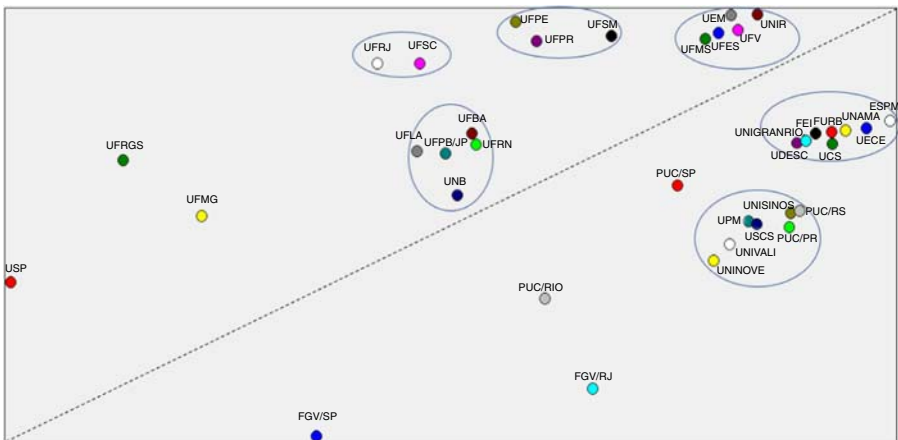 UFPE
UEM
UNIR
UFRJ
UFSC
UFPR
UFSM
UFMS
UFES
UFV
ESPM
UFBA
UFLA
UFPB/JP
UFRN
UNIGRANRIO
FEI
FURB
UNAMA
UECE
UDESC
UCS
UFRGS
UNB
PUC/SP
UFMG
UNISINOS
PUC/RS
UPM
USCS
PUC/PR
UNIVALI
USP
UNINOVE
PUC/RIO
FGV/RJ
FGV/SP